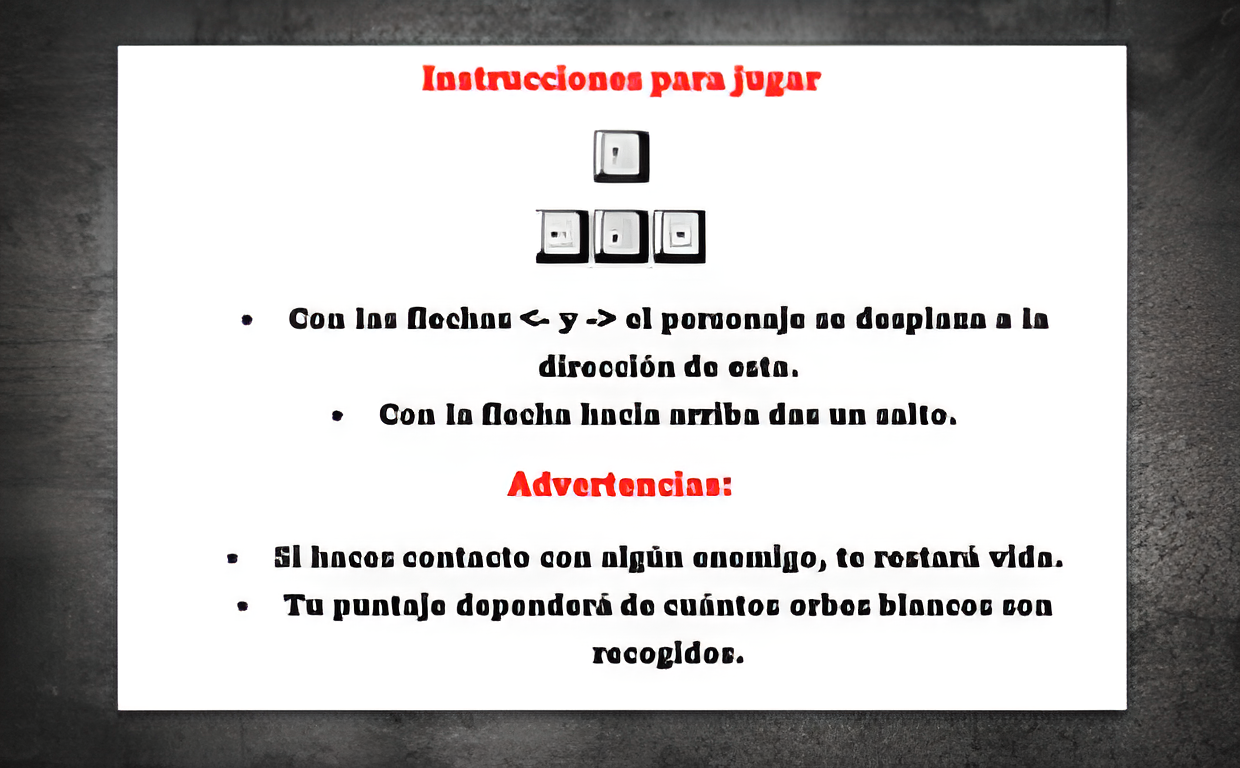 Instrucciones para jugar
• Con las flechas <- y -> el personaje se desplaza a la
dirección de esta.
• Con la flecha hacia arriba das un salto.
Advertencias:
• Si haces contacto con algún enemigo, te restará vida.
• Tu puntaje dependerá de cuántos orbes blancos son
recogidos.